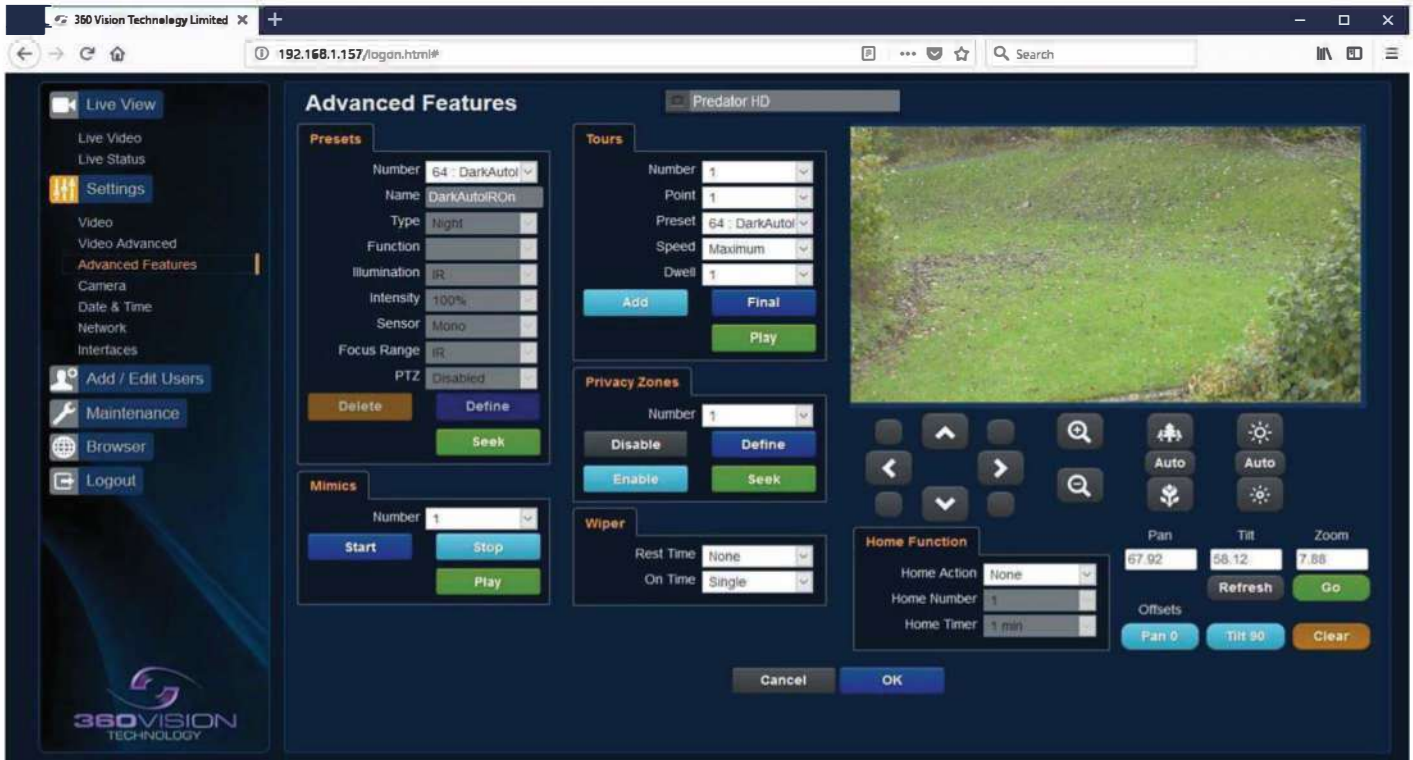 360 Vision Technology Limited
192.168.1.157/logon.html#
Search
Live View
Live Video
Live Status
Settings
Video
Video Advanced
Advanced Features
Camera
Date & Time
Network
Interfaces
Add / Edit Users
Maintenance
Browser
Logout
360VISION
TECHNOLOGY
Advanced Features
Predator HD
Presets
Number 64 : DarkAutoI
Name DarkAutoIROn
Type Night
Function
Illumination IR
Intensity 100%
Sensor Mono
Focus Range IR
PTZ Disabled
Delete Define
Seek
Mimics
Number 1
Start Stop
Play
Tours
Number 1
Point 1
Preset 64 : DarkAutoI
Speed Maximum
Dwell 1
Add Final
Play
Privacy Zones
Number 1
Disable Define
Enable Seek
Wiper
Rest Time None
On Time Single
Auto Auto
Home Function
Home Action None
Home Number 1
Home Timer 1 min
Pan Tilt Zoom
67.92 58.12 7.88
Refresh Go
Offsets
Pan 0 Tilt 90 Clear
Cancel OK